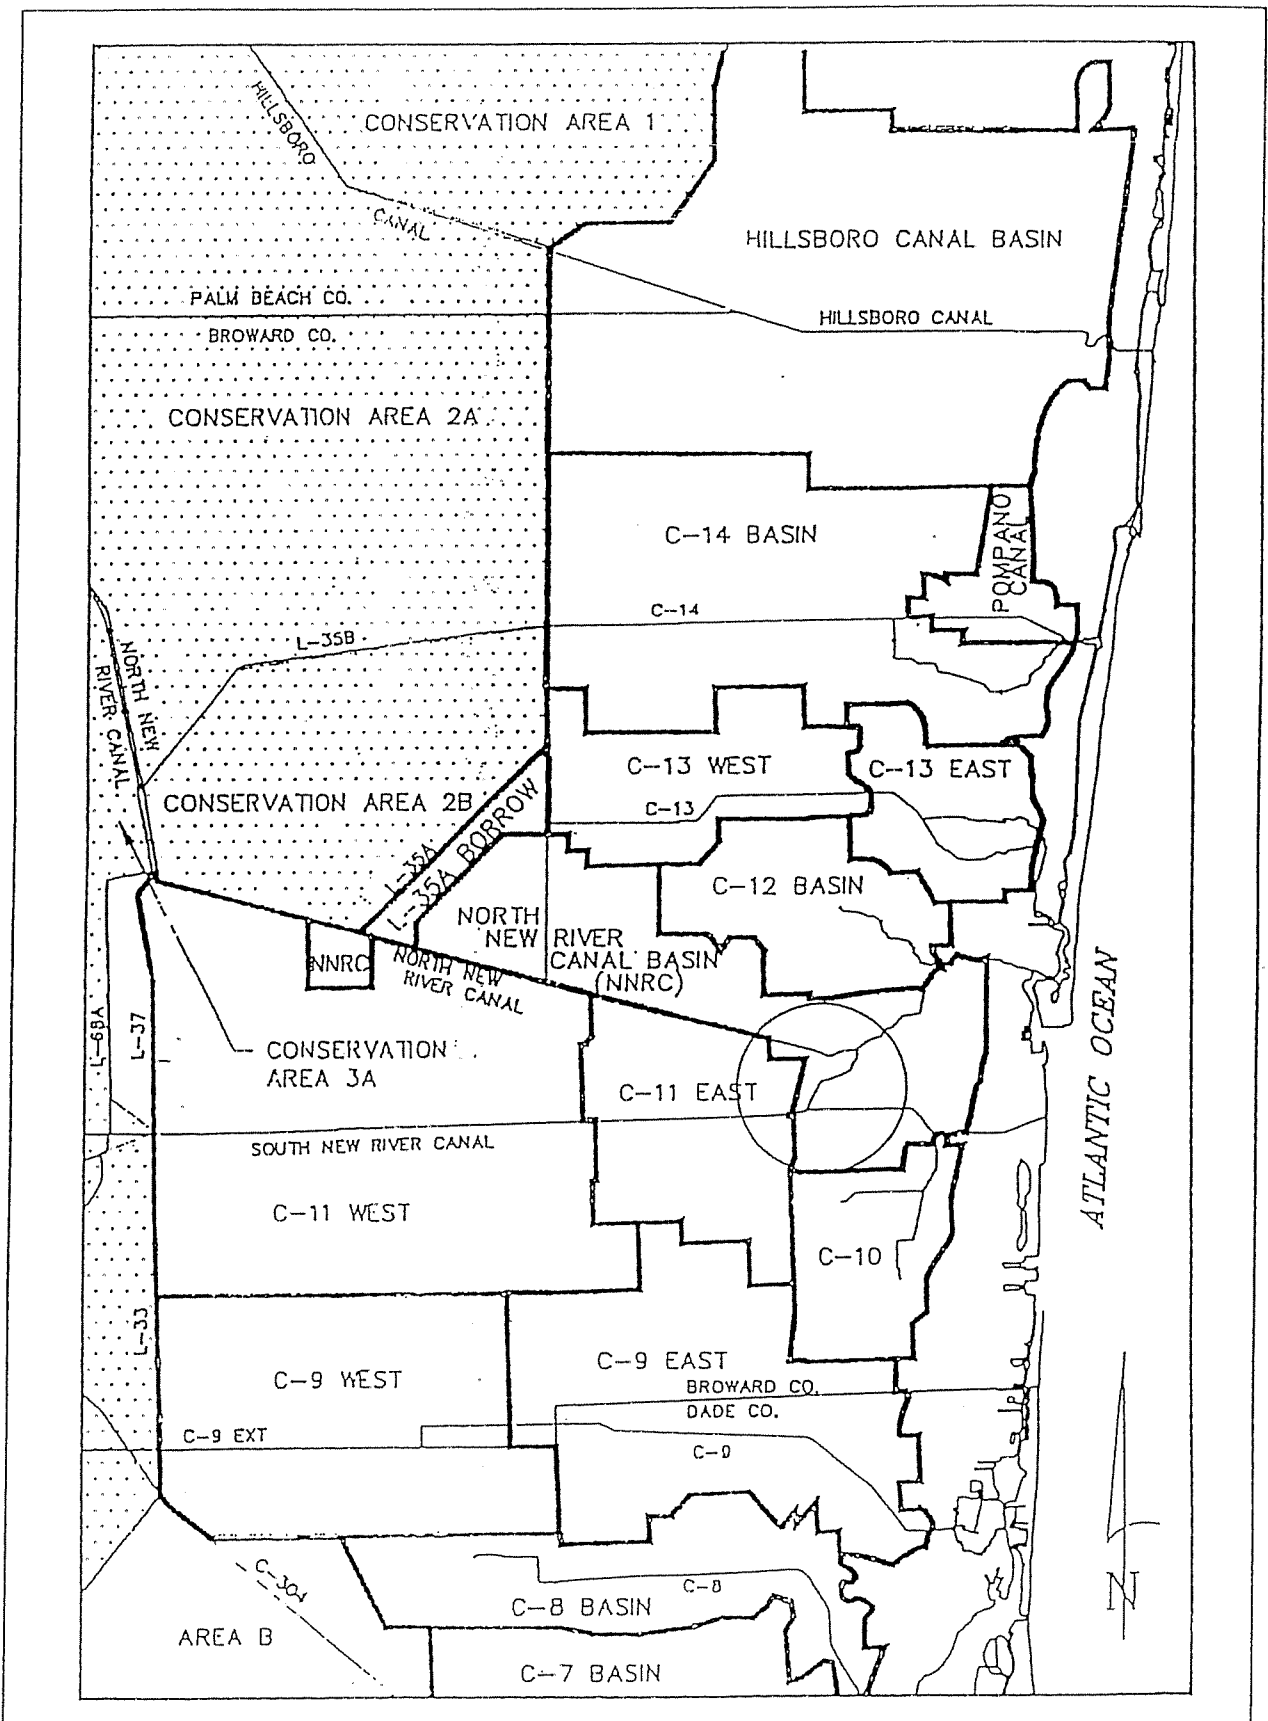 HILLSBORO
CANAL
CONSERVATION AREA 1
HILLSBORO CANAL BASIN
PALM BEACH CO.
BROWARD CO.
HILLSBORO CANAL
CONSERVATION AREA 2A
C-14 BASIN
POMPANO
CANAL
C-14
L-35B
NORTH NEW
RIVER CANAL
C-13 WEST
C-13 EAST
C-13
CONSERVATION AREA 2B
L-35A
L-35A BORROW
C-12 BASIN
NORTH
NEW RIVER
CANAL BASIN
(NNRC)
NNRC
NORTH NEW
RIVER CANAL
L-68A
L-37
CONSERVATION
AREA 3A
C-11 EAST
ATLANTIC OCEAN
SOUTH NEW RIVER CANAL
C-11 WEST
C-10
L-33
C-9 WEST
C-9 EAST
BROWARD CO.
DADE CO.
C-9 EXT
C-9
C-304
C-8
C-8 BASIN
AREA B
C-7 BASIN
N